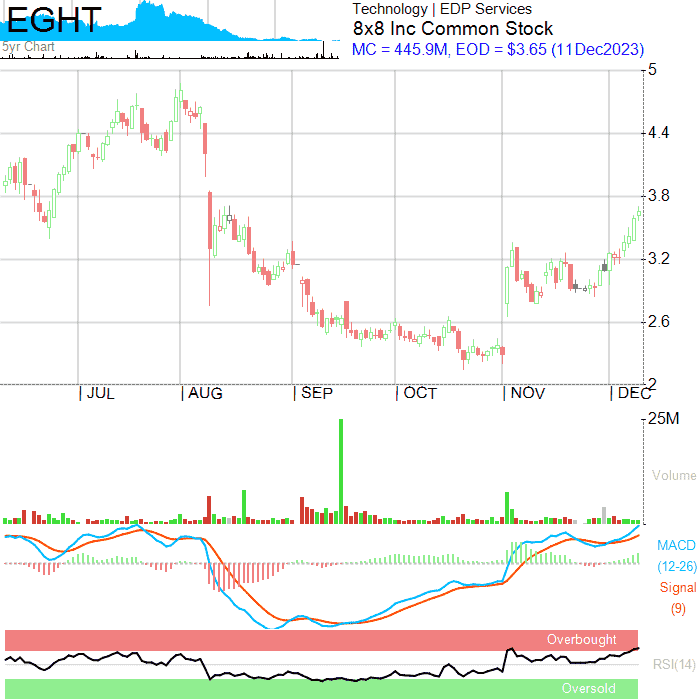 EGHT
5yr Chart
Technology | EDP Services
8x8 Inc Common Stock
MC = 445.9M, EOD = $3.65 (11Dec2023)
5
4.4
3.8
3.2
2.6
2
| JUL | AUG | SEP | OCT | NOV | DEC
25M
Volume
MACD
(12-26)
Signal
(9)
Overbought
RSI(14)
Oversold